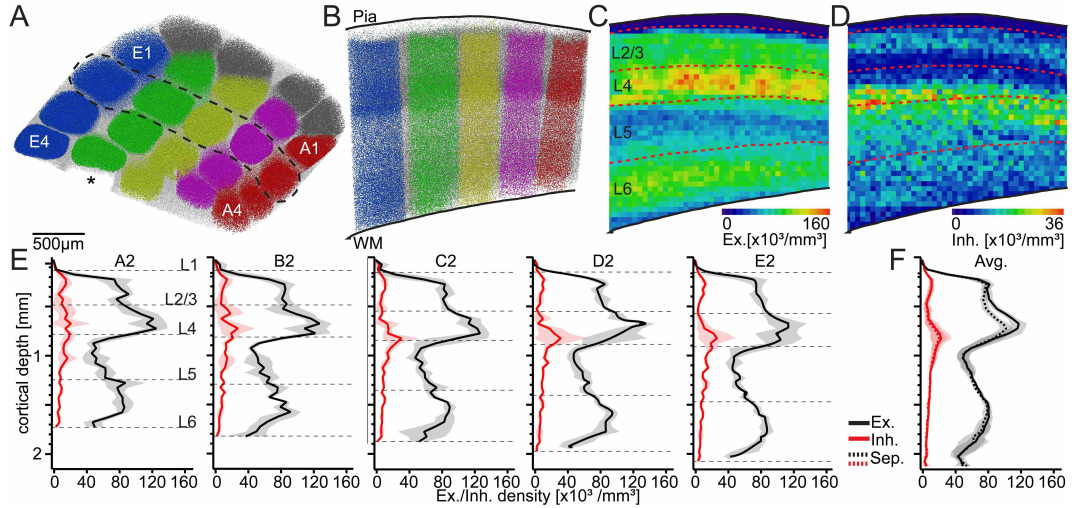 A
E1
E4
A1
A4
*
500µm
B
Pia
WM
C
L2/3
L4
L5
L6
0 160
Ex.[x10³/mm³]
D
0 36
Inh. [x10³/mm³]
E
A2
B2
C2
D2
E2
L1
L2/3
L4
L5
L6
cortical depth [mm]
1
2
0 40 80 120 160
0 40 80 120 160
0 40 80 120 160
0 40 80 120 160
0 40 80 120 160
Ex./Inh. density [x10³ /mm³]
F
Avg.
1
2
0 40 80 120 160
Ex.
Inh.
Sep.